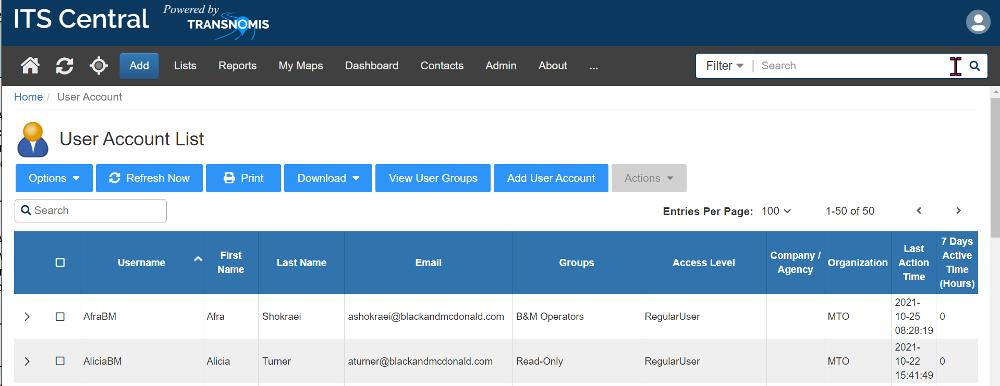 ITS Central
Powered by
TRANSNOMIS
Add Lists Reports My Maps Dashboard Contacts Admin About ...
Filter Search
Home / User Account
User Account List
Options Refresh Now Print Download View User Groups Add User Account Actions
Search
Entries Per Page: 100 1-50 of 50
Username First Name Last Name Email Groups Access Level Company / Agency Organization Last Action Time 7 Days Active Time (Hours)
AfraBM Afra Shokraei ashokraei@blackandmcdonald.com B&M Operators RegularUser MTO 2021-10-25 08:28:19 0
AliciaBM Alicia Turner aturner@blackandmcdonald.com Read-Only RegularUser MTO 2021-10-22 15:41:49 0